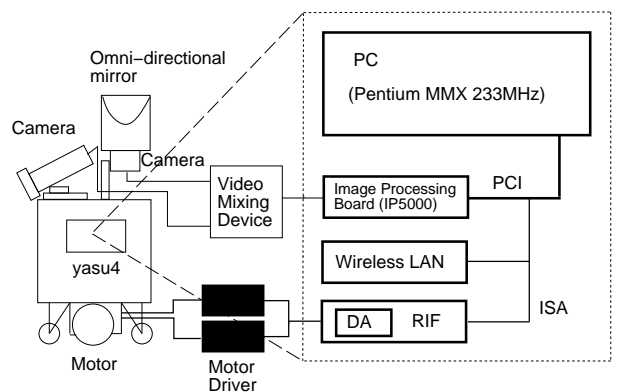 Omni–directional
mirror
Camera
Camera
PC
(Pentium MMX 233MHz)
Video
Mixing
Device
Image Processing
Board (IP5000)
PCI
yasu4
Wireless LAN
ISA
DA
RIF
Motor
Motor
Driver